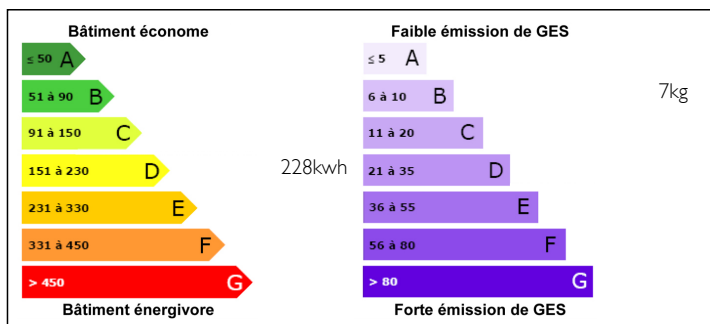 Bâtiment économe
≤ 50 A
51 à 90 B
91 à 150 C
151 à 230 D
228kwh
231 à 330 E
331 à 450 F
> 450 G
Bâtiment énergivore
Faible émission de GES
≤ 5 A
6 à 10 B
7kg
11 à 20 C
21 à 35 D
36 à 55 E
56 à 80 F
> 80 G
Forte émission de GES